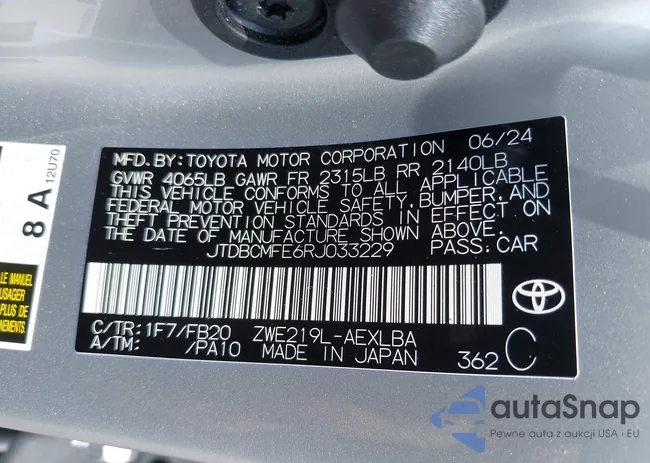 MFD. BY: TOYOTA MOTOR CORPORATION 06/24
GVWR 4065LB GAWR FR 2315LB RR 2140LB
THIS VEHICLE CONFORMS TO ALL APPLICABLE
FEDERAL MOTOR VEHICLE SAFETY, BUMPER, AND
THEFT PREVENTION STANDARDS IN EFFECT ON
THE DATE OF MANUFACTURE SHOWN ABOVE.
JTDBCMFE6RJ033229 PASS. CAR
C/TR: 1F7/FB20 ZWE219L-AEXLBA
A/TM: /PA10 MADE IN JAPAN 362 C
8 A 12U70
USAGER
PLUS DE
NEMENTS.
autaSnap
Pewne auta z aukcji USA i EU